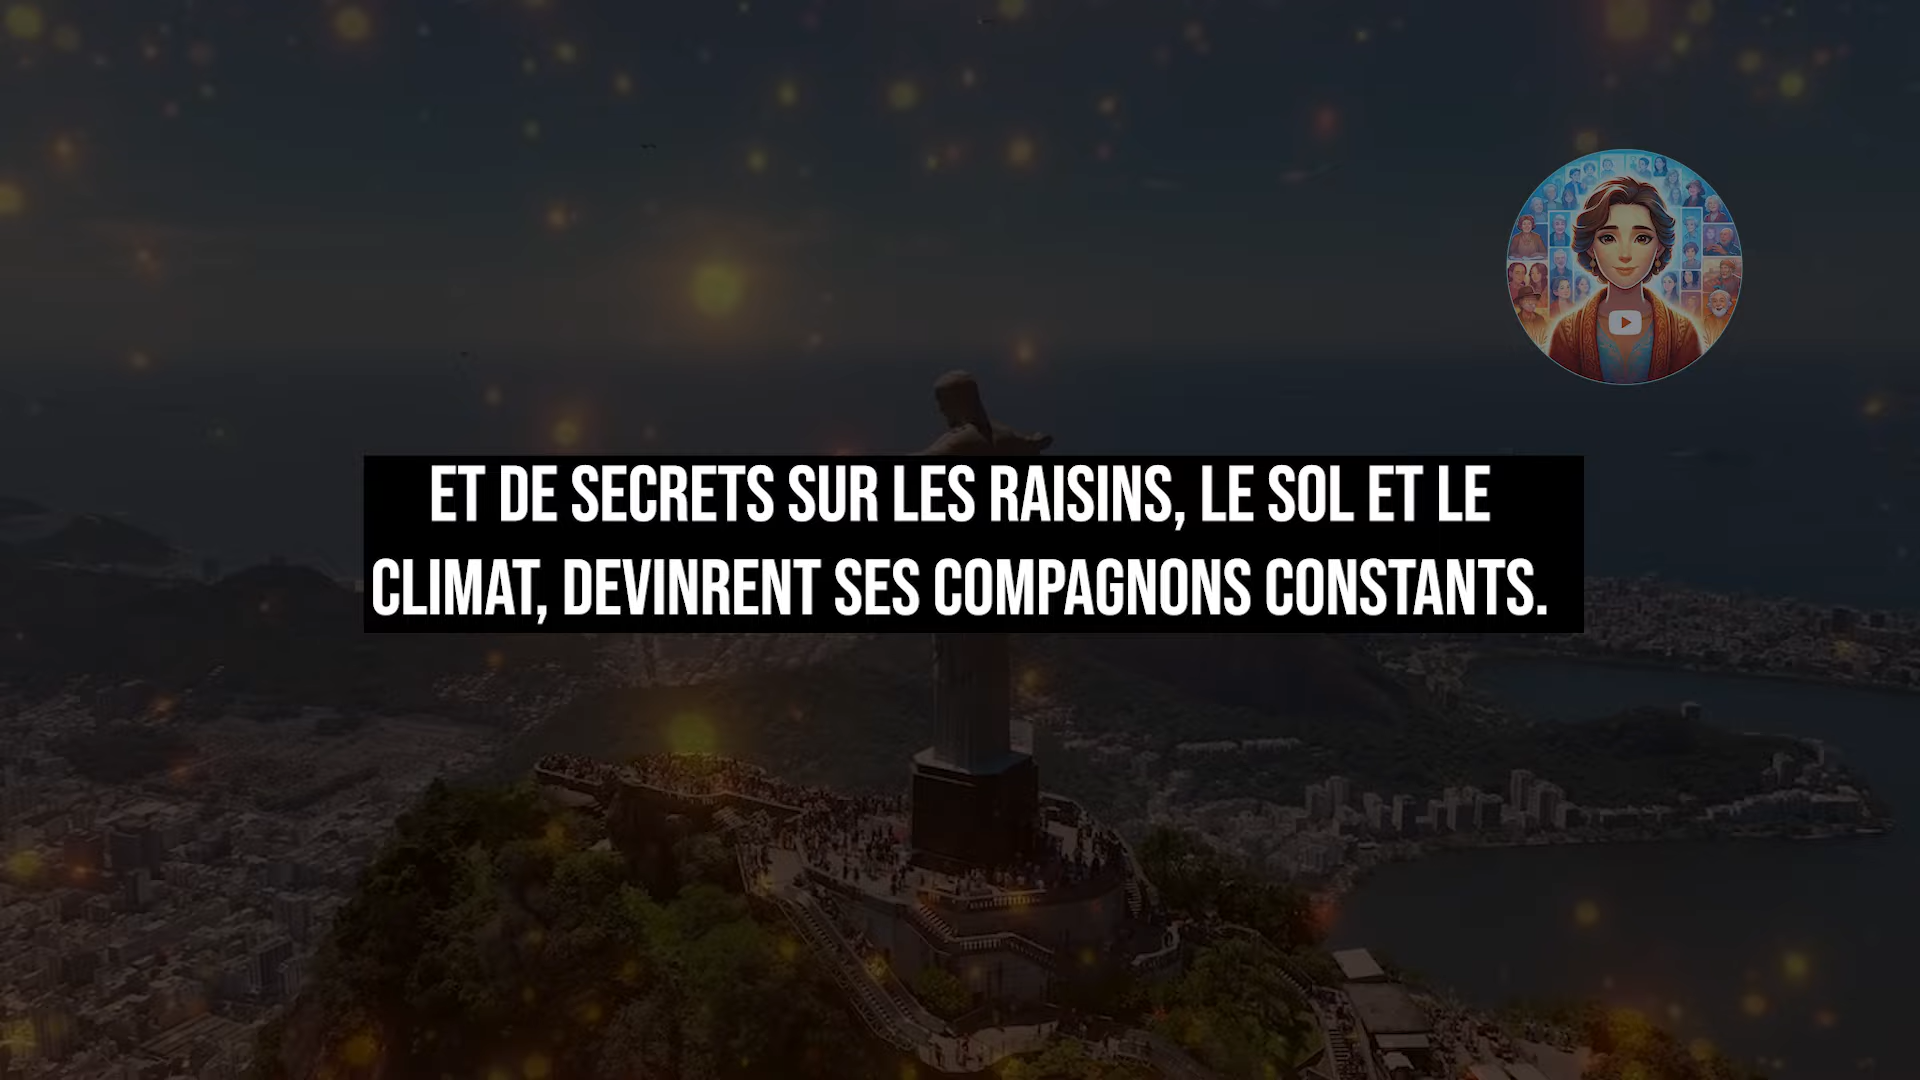 ET DE SECRETS SUR LES RAISINS, LE SOL ET LE
CLIMAT, DEVINRENT SES COMPAGNONS CONSTANTS.